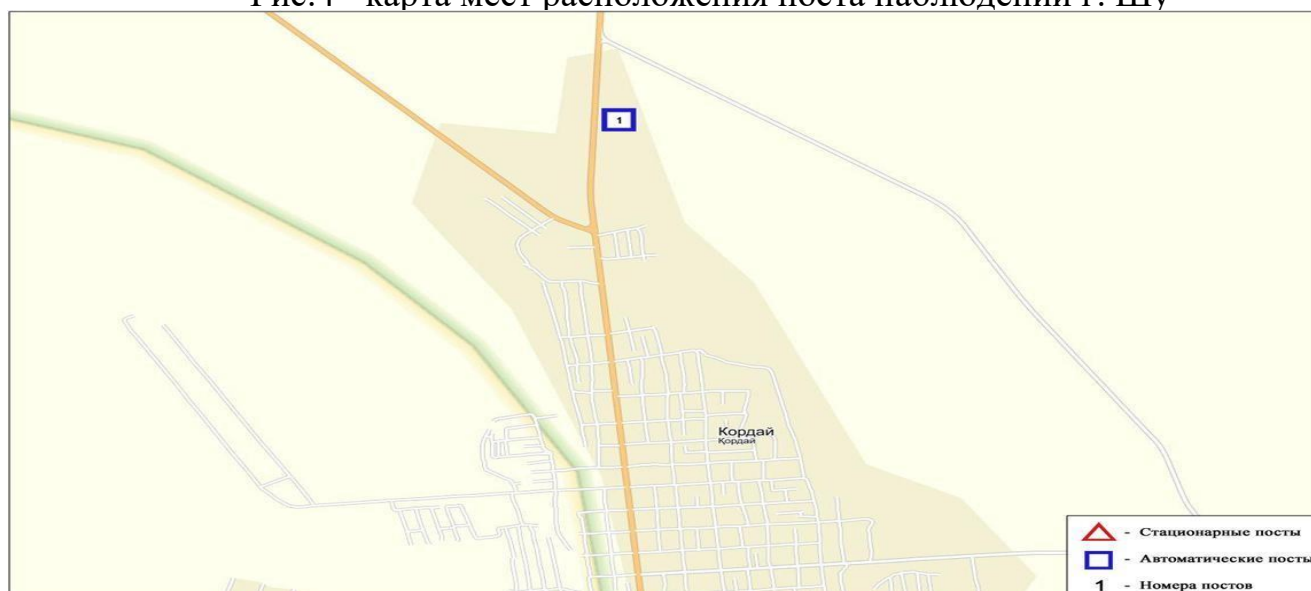 Рис.4 - карта мест расположения поста наблюдений г. Шу
1
Кордай
Қордай
- Стационарные посты
- Автоматические посты
1 - Номера постов